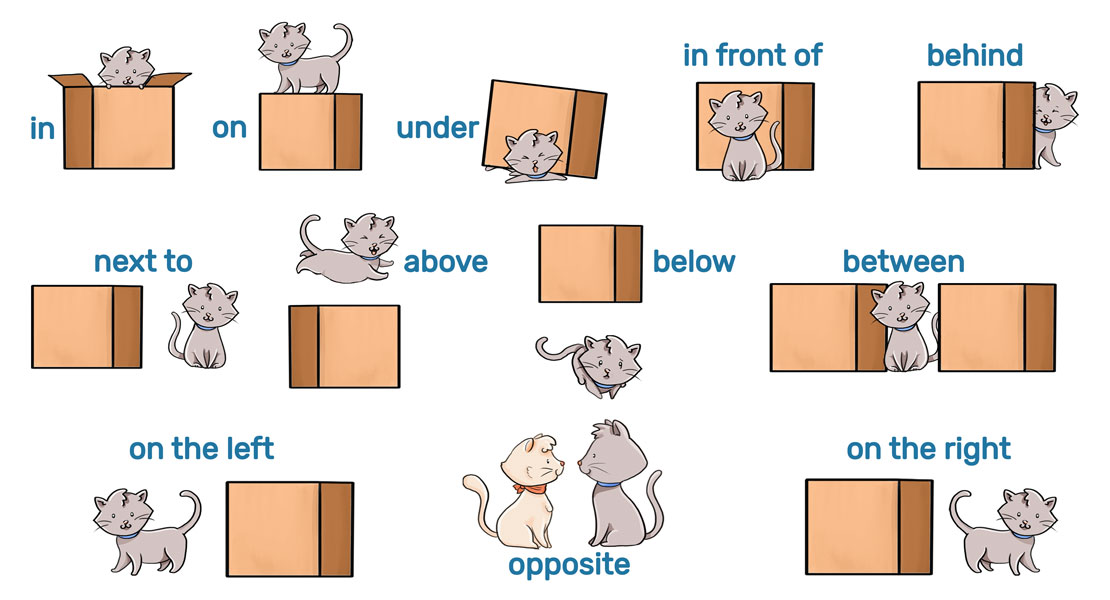 in
on
under
in front of
behind
next to
above
below
between
on the left
opposite
on the right